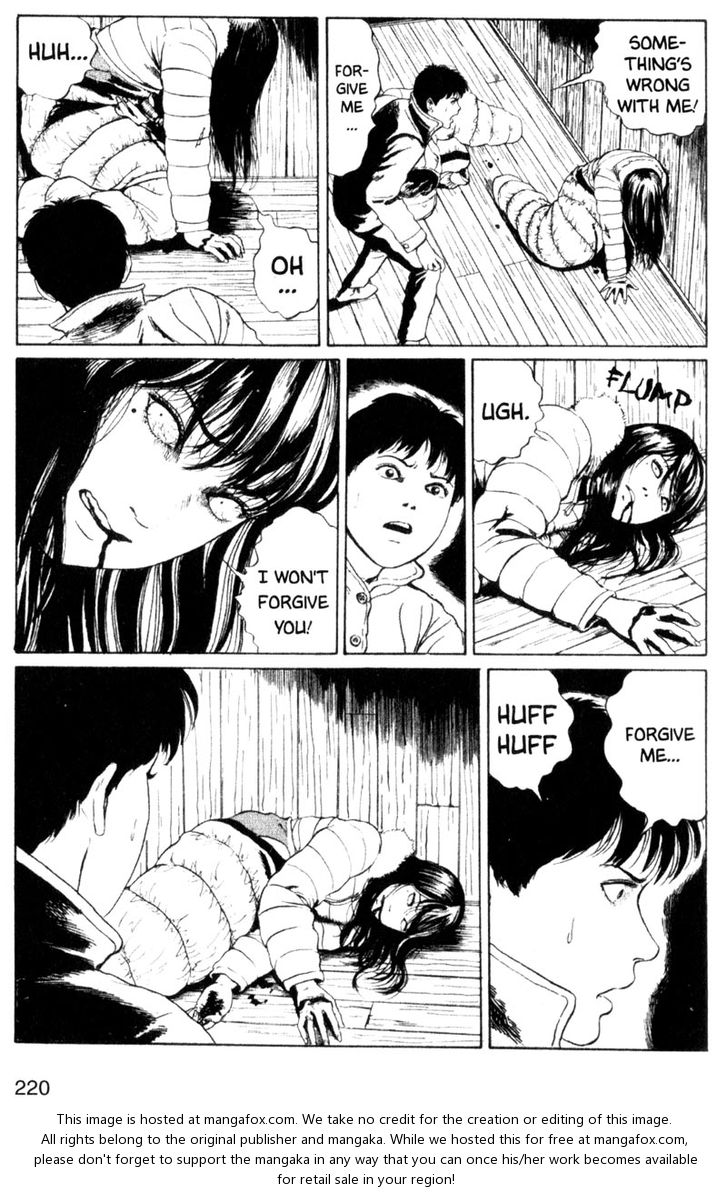 HUH...
OH
...
FOR-
GIVE
ME
...
SOME-
THING'S
WRONG
WITH ME!
I WON'T
FORGIVE
YOU!
UGH.
FLUMP
HUFF
HUFF
FORGIVE
ME...
220
This image is hosted at mangafox.com. We take no credit for the creation or editing of this image.
All rights belong to the original publisher and mangaka. While we hosted this for free at mangafox.com,
please don't forget to support the mangaka in any way that you can once his/her work becomes available
for retail sale in your region!